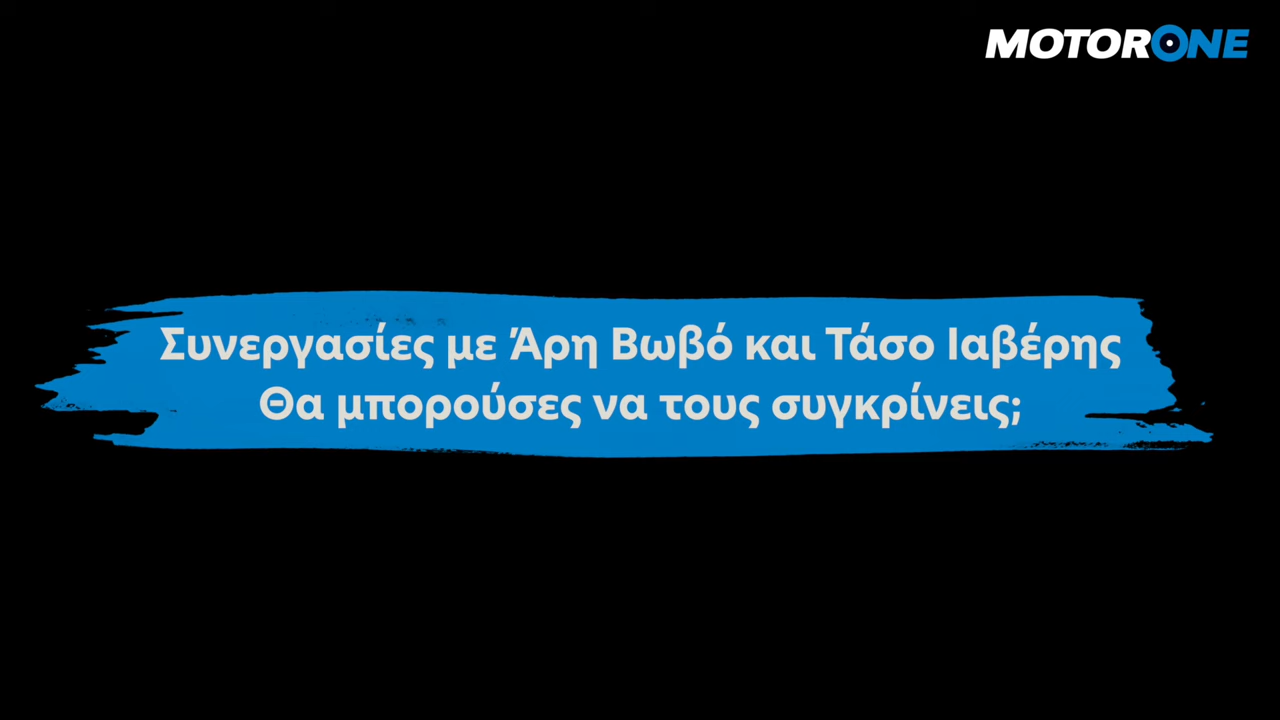 MOTORONE
Συνεργασίες με Άρη Βωβό και Τάσο Ιαβέρης
Θα μπορούσες να τους συγκρίνεις;